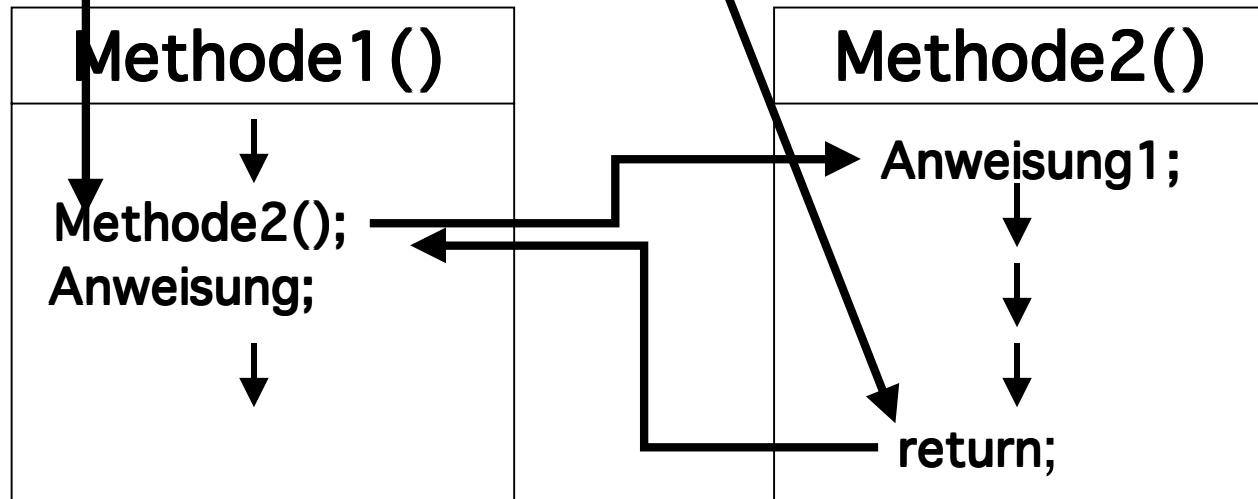 Methode1()
Methode2();
Anweisung;
Methode2()
Anweisung1;
return;